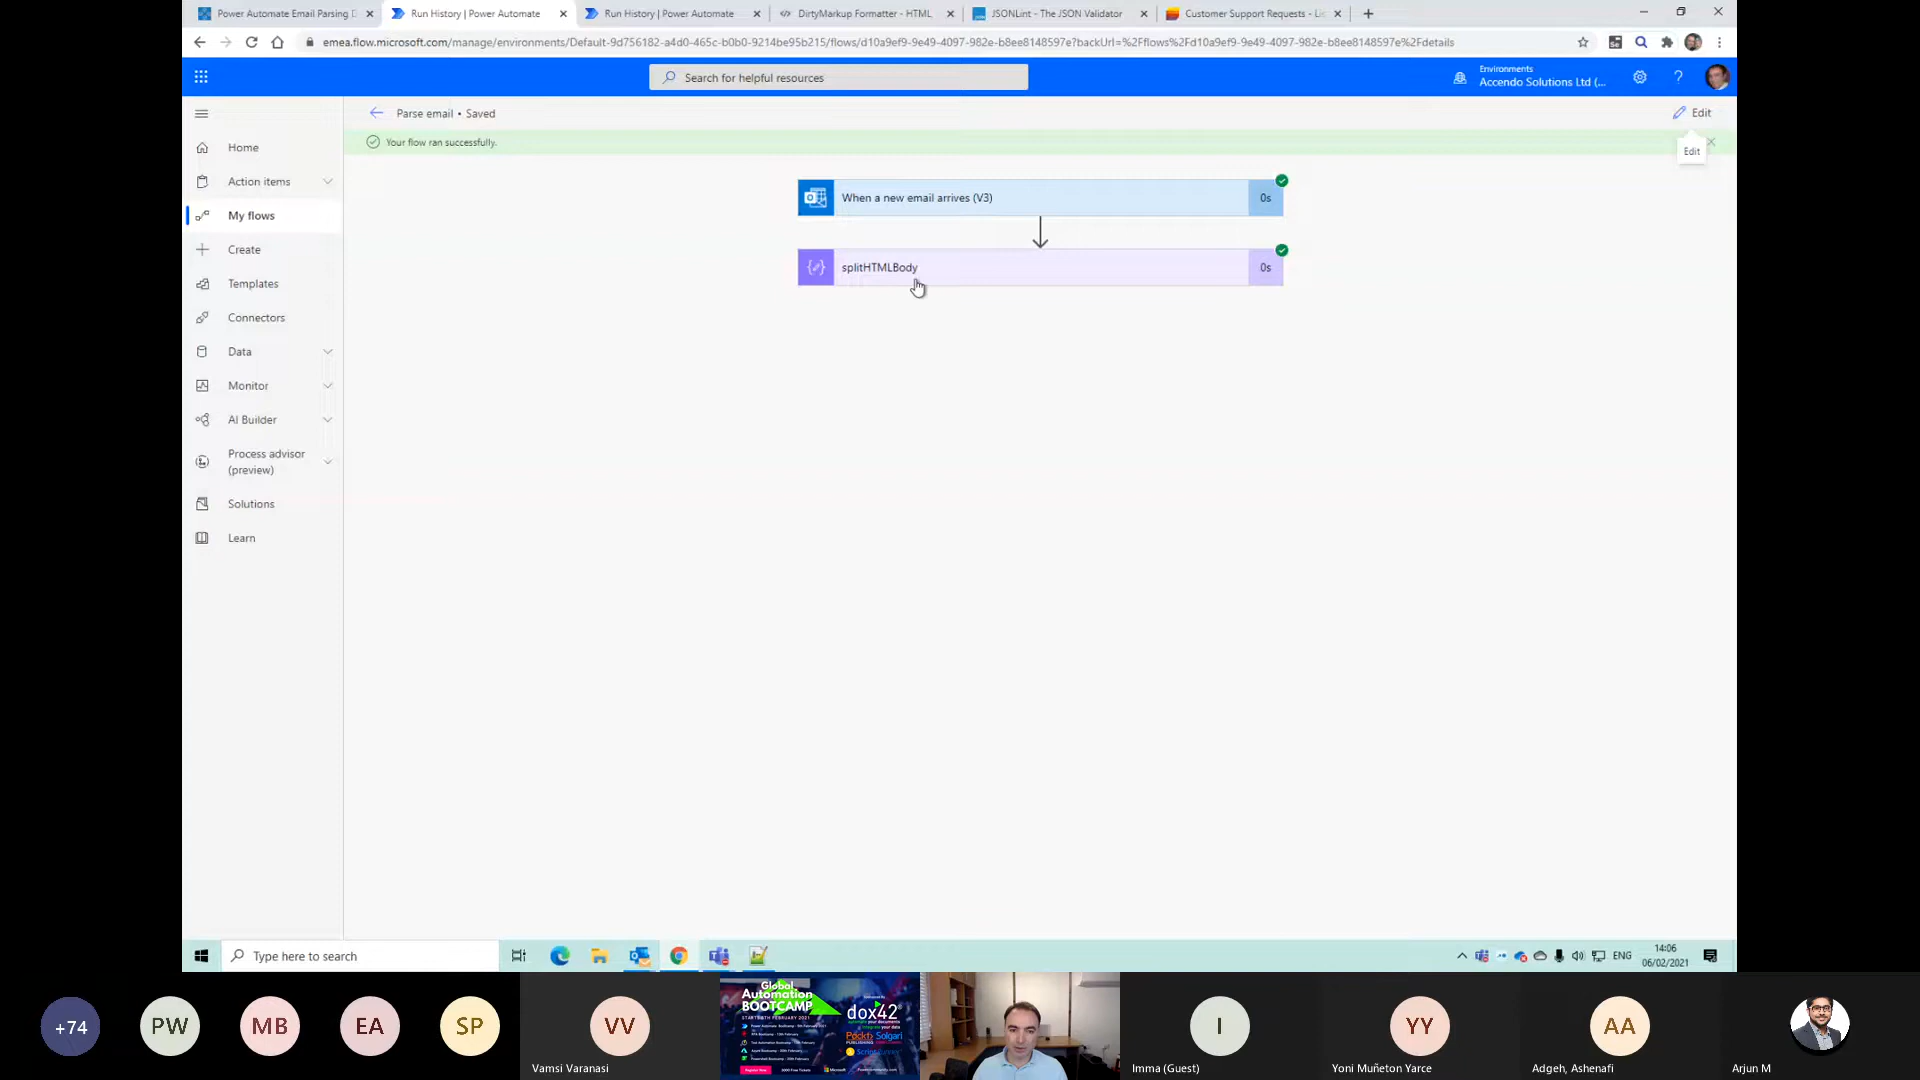 Power Automate Email Parsing
Run History | Power Automate
Run History | Power Automate
DirtyMarkup Formatter - HTML
JSONLint - The JSON Validator
Customer Support Requests - Lis
emea.flow.microsoft.com/manage/environments/Default-9d756182-a4d0-465c-b0b0-9214be95b215/flows/d10a9ef9-9e49-4097-982e-b8ee8148597e?backUrl=%2Fflows%2Fd10a9ef9-9e49-4097-982e-b8ee8148597e%2Fdetails
Search for helpful resources
Environments
Accendo Solutions Ltd (...
?
Parse email • Saved
Edit
Your flow ran successfully.
Edit
Home
Action items
My flows
Create
Templates
Connectors
Data
Monitor
AI Builder
Process advisor
(preview)
Solutions
Learn
When a new email arrives (V3)
0s
splitHTMLBody
0s
Type here to search
ENG
14:06
06/02/2021
+74
PW
MB
EA
SP
VV
Vamsi Varanasi
Global
Automation
BOOTCAMP
dox42
I
Imma (Guest)
YY
Yoni Muñeton Yarce
AA
Adgeh, Ashenafi
Arjun M